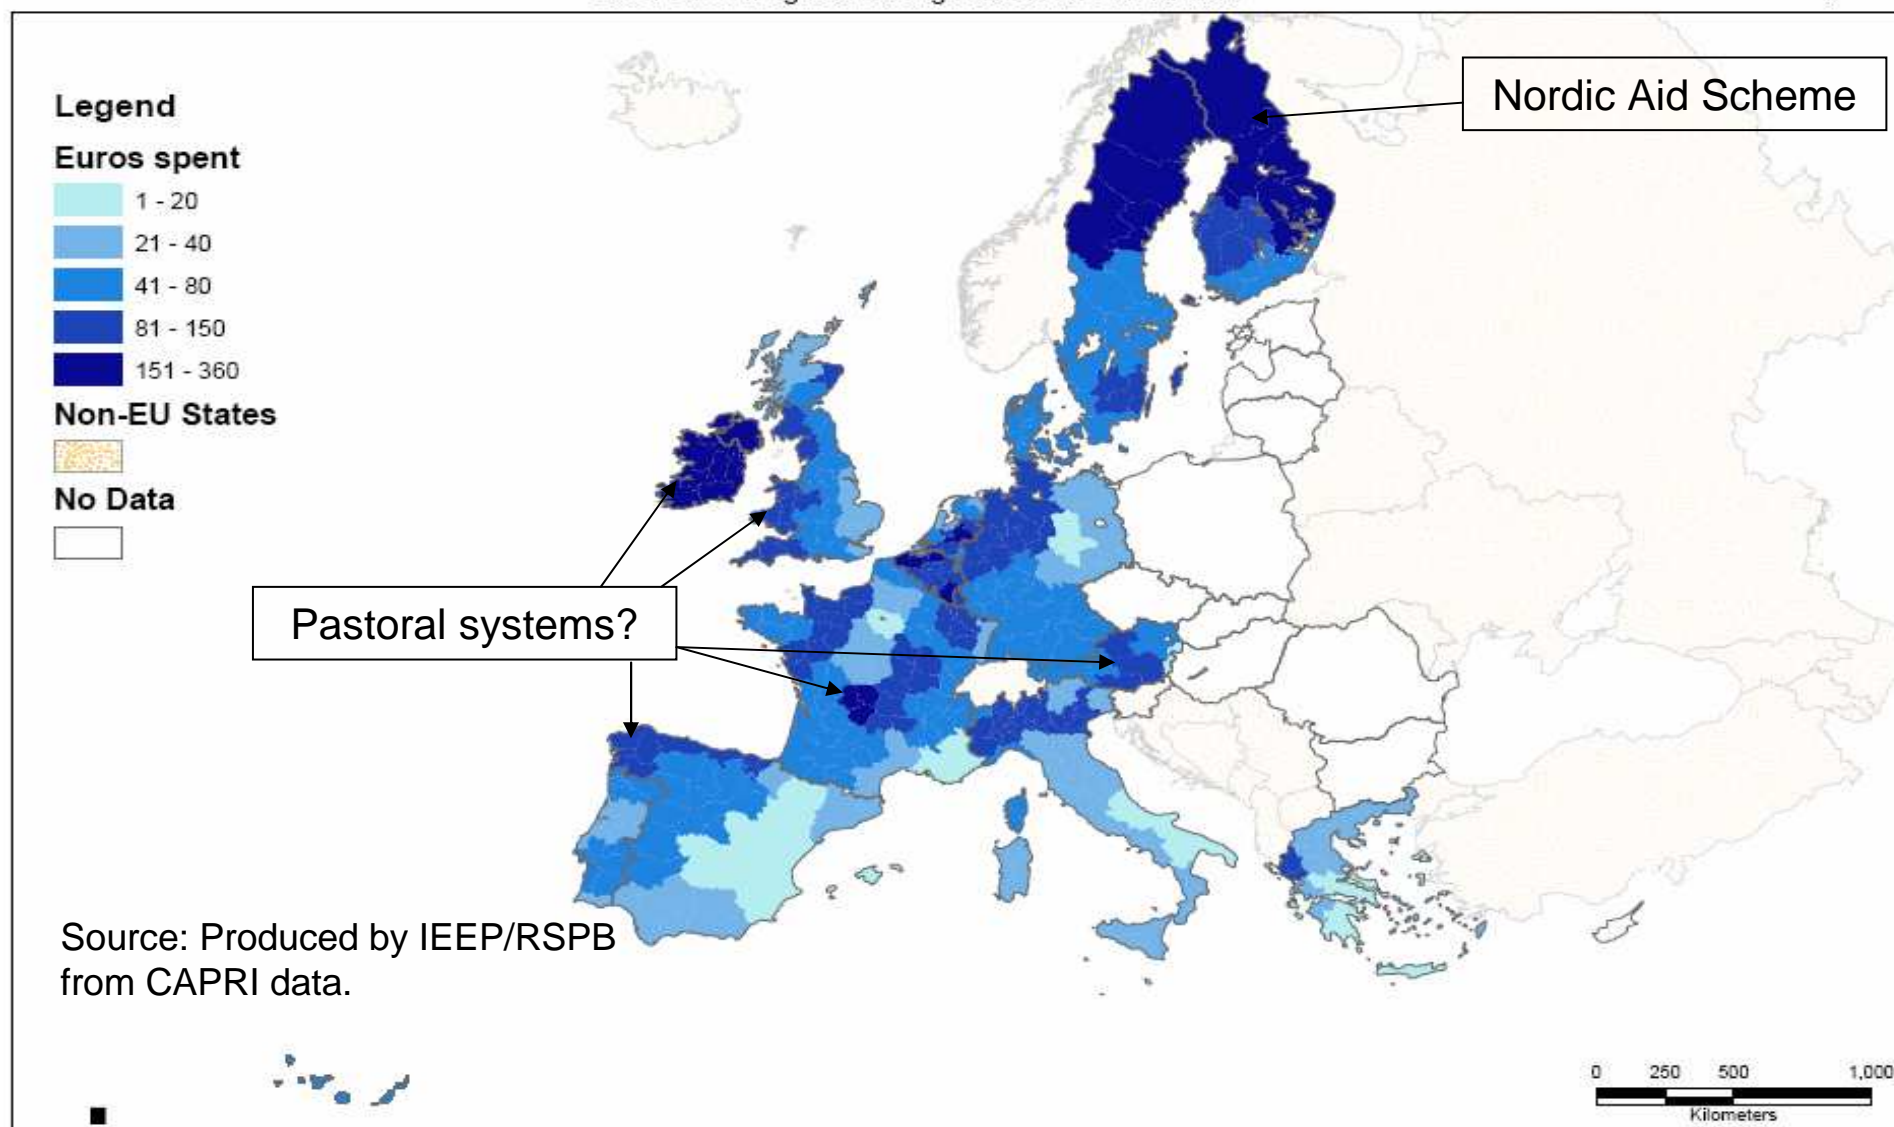 Legend
Euros spent
1 - 20
21 - 40
41 - 80
81 - 150
151 - 360
Non-EU States
No Data
Nordic Aid Scheme
Pastoral systems?
Source: Produced by IEEP/RSPB
from CAPRI data.
0 250 500 1,000
Kilometers